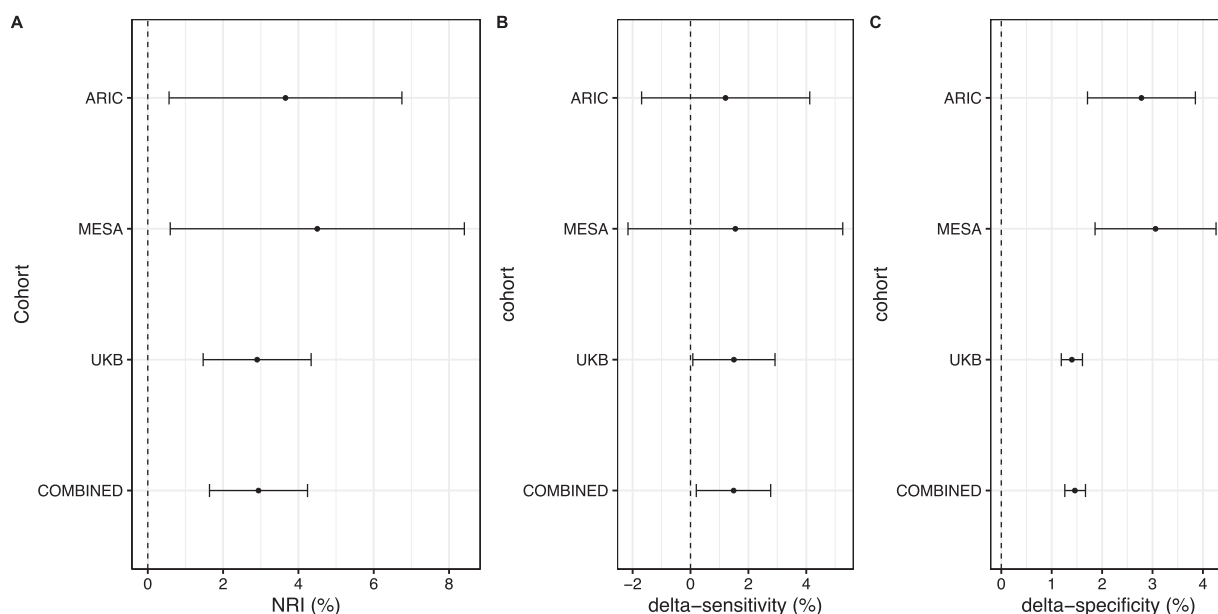 A
Cohort
ARIC
MESA
UKB
COMBINED
0 2 4 6 8
NRI (%)
B
cohort
ARIC
MESA
UKB
COMBINED
−2 0 2 4
delta−sensitivity (%)
C
cohort
ARIC
MESA
UKB
COMBINED
0 1 2 3 4
delta−specificity (%)